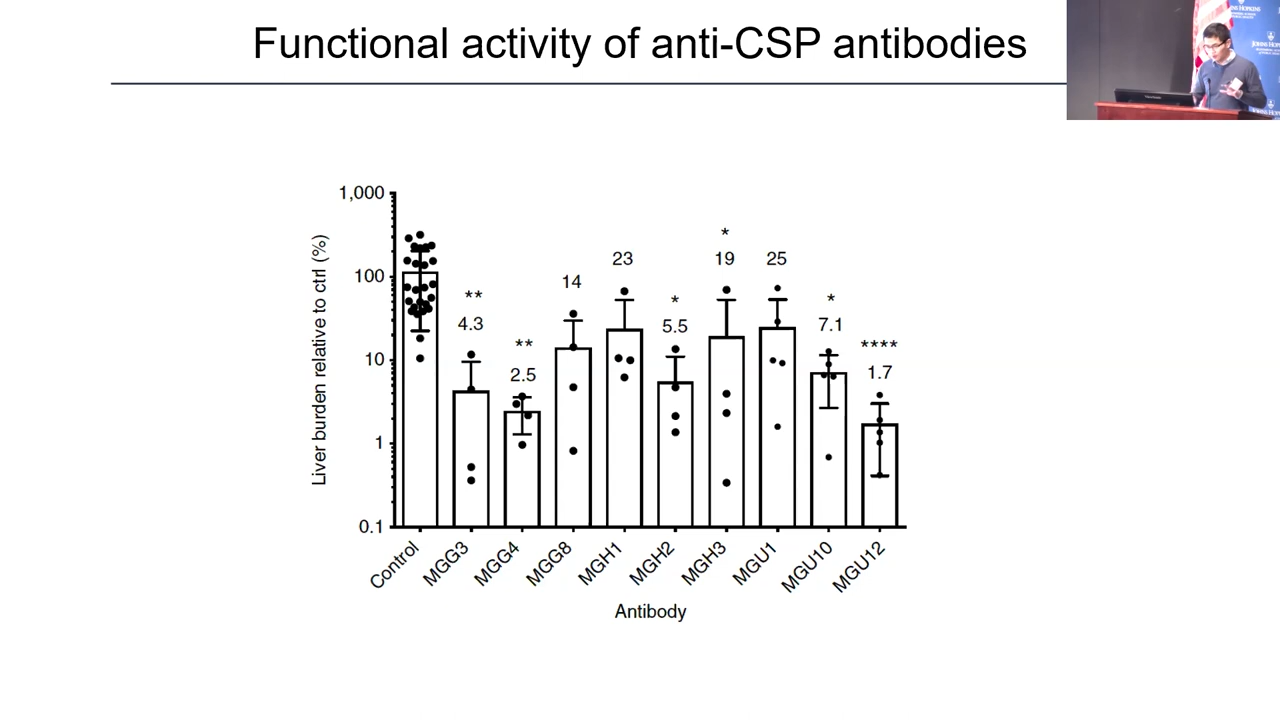 Functional activity of anti-CSP antibodies
Liver burden relative to ctrl (%)
1,000
100
10
1
0.1
**
4.3
**
2.5
14
23
*
5.5
*
19
25
*
7.1
****
1.7
Control
MGG3
MGG4
MGG8
MGH1
MGH2
MGH3
MGU1
MGU10
MGU12
Antibody